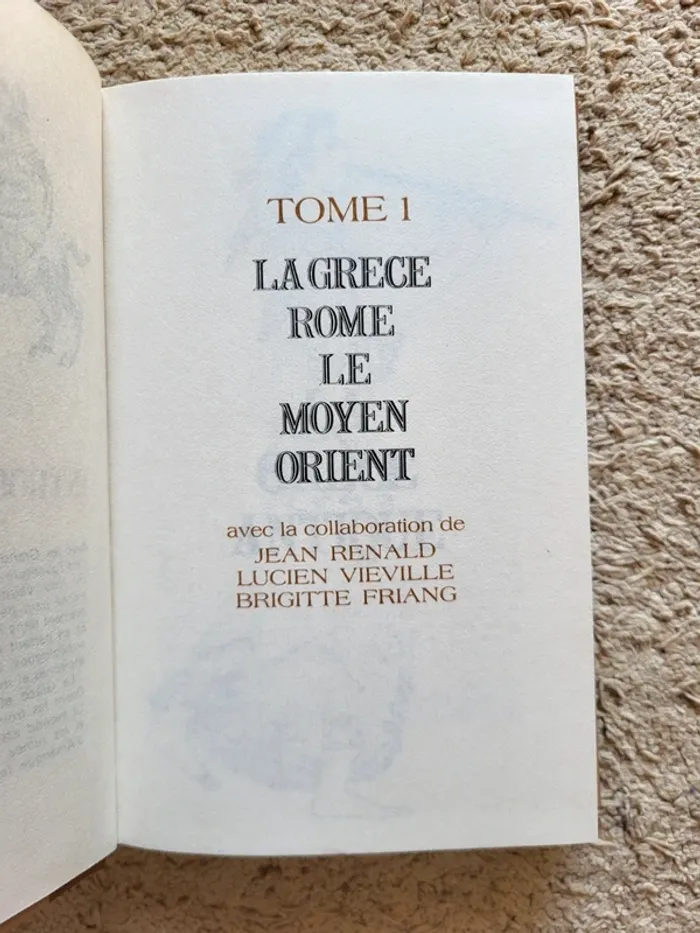 TOME 1
LA GRECE
ROME
LE
MOYEN
ORIENT
avec la collaboration de
JEAN RENALD
LUCIEN VIEVILLE
BRIGITTE FRIANG